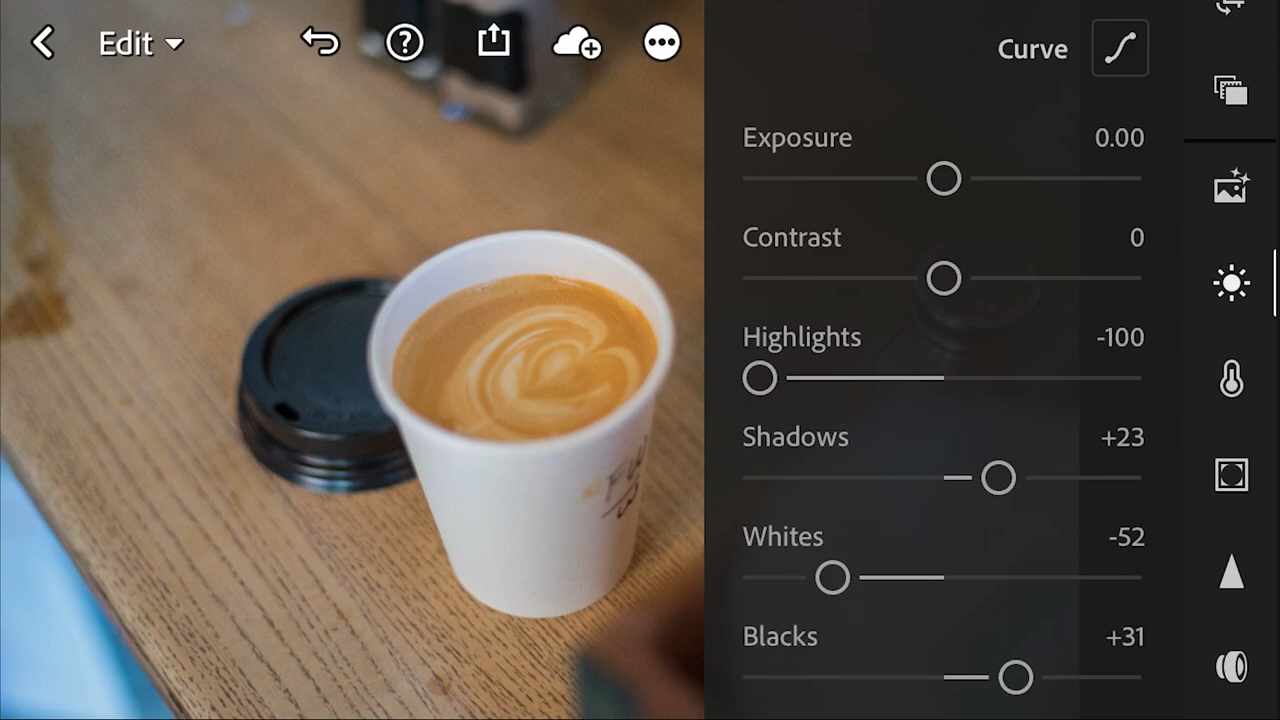 Edit
Curve
Exposure 0.00
Contrast 0
Highlights -100
Shadows +23
Whites -52
Blacks +31